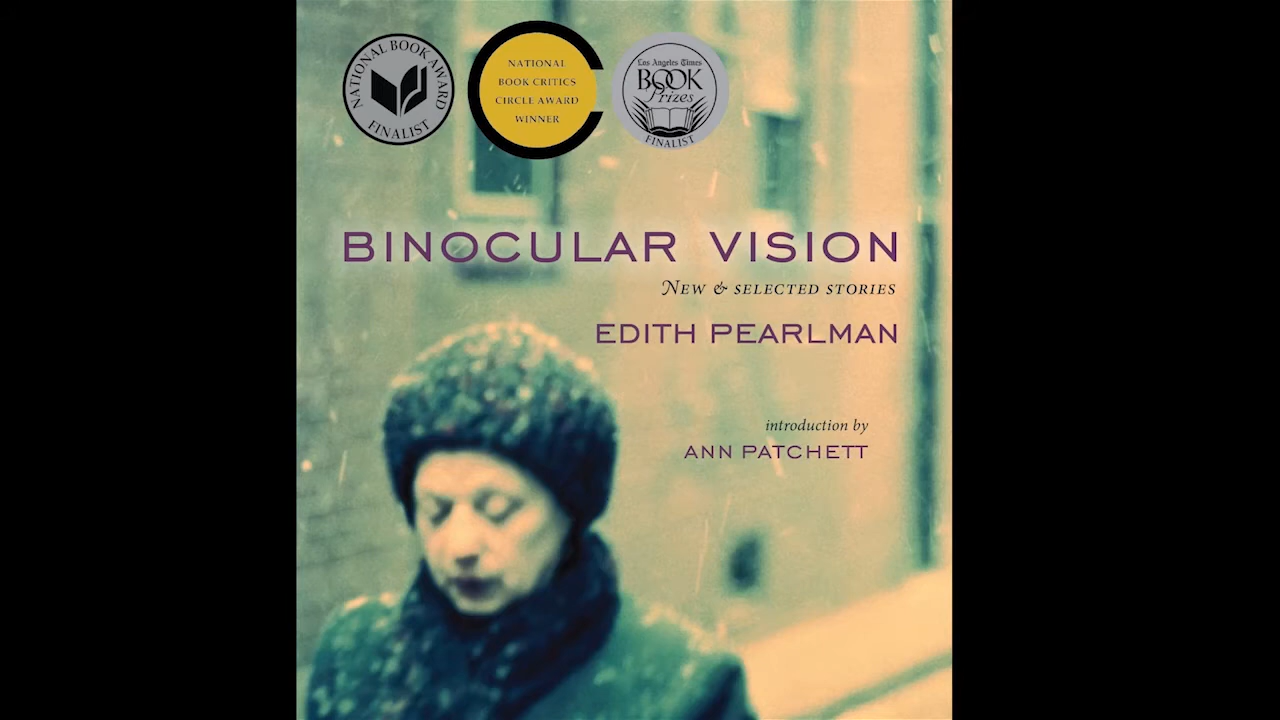 NATIONAL BOOK AWARD
FINALIST
NATIONAL
BOOK CRITICS
CIRCLE AWARD
WINNER
Los Angeles Times
BOOK
Prizes
FINALIST
BINOCULAR VISION
NEW & SELECTED STORIES
EDITH PEARLMAN
introduction by
ANN PATCHETT